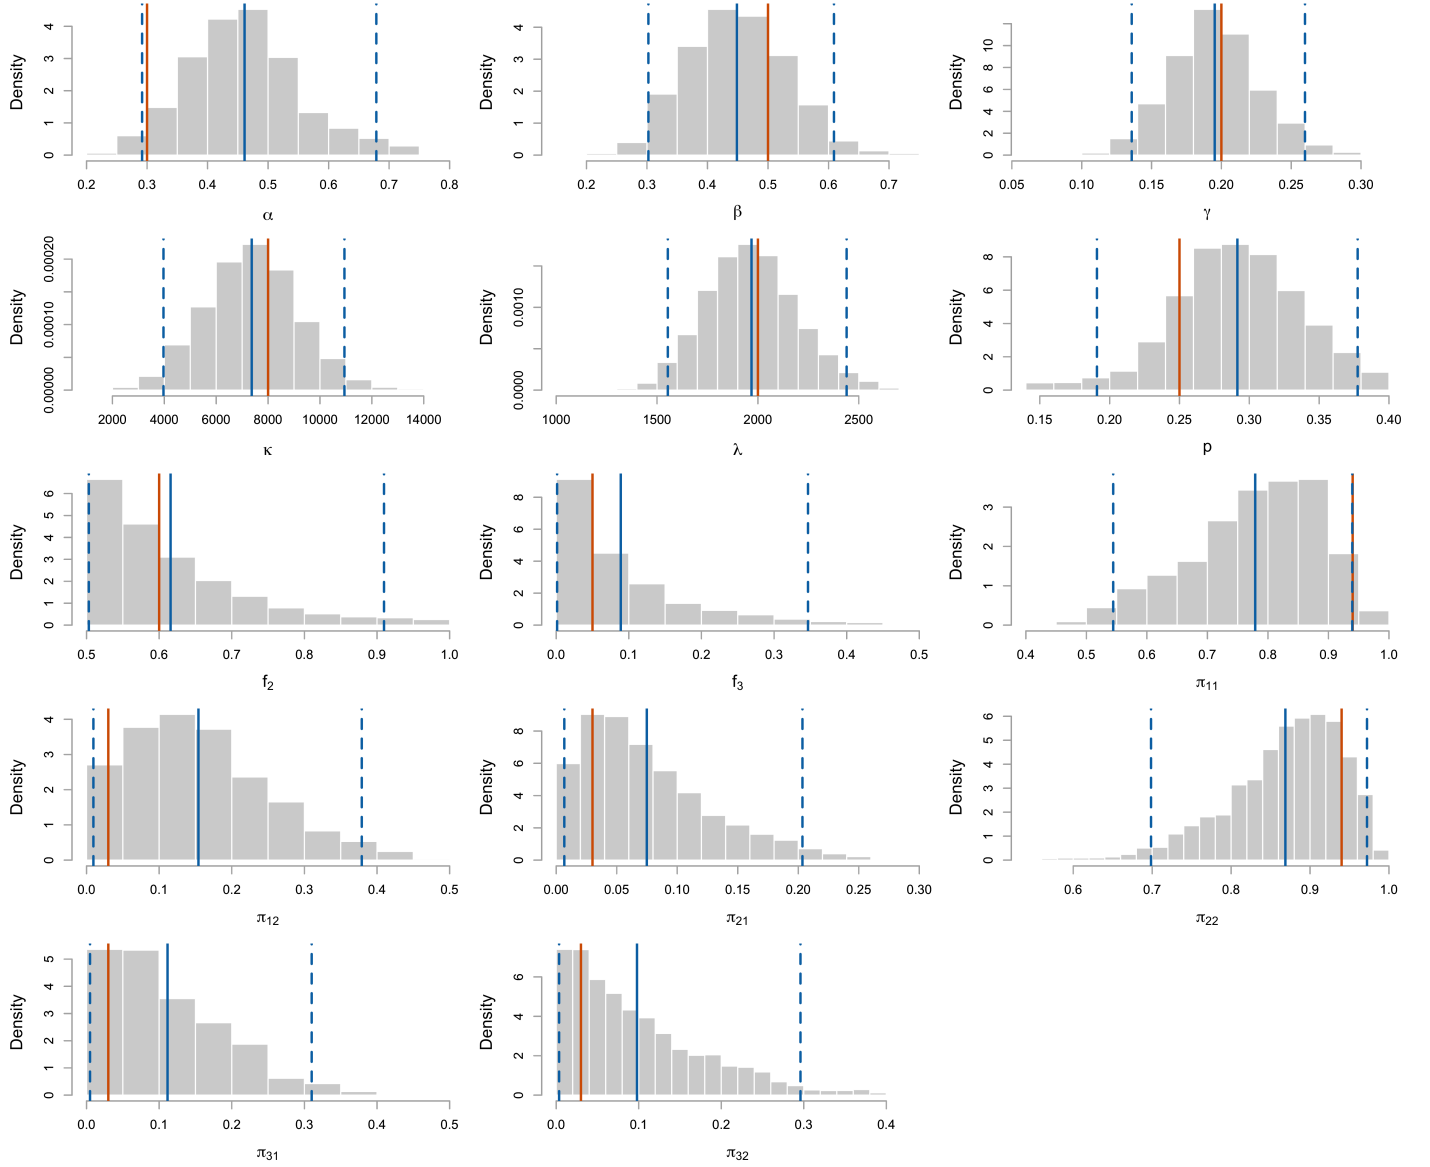 Density
0 1 2 3 4
0.2 0.3 0.4 0.5 0.6 0.7 0.8
α
Density
0 1 2 3 4
0.2 0.3 0.4 0.5 0.6 0.7
β
Density
0 2 4 6 8 10
0.05 0.10 0.15 0.20 0.25 0.30
γ
Density
0.00000 0.00010 0.00020
2000 4000 6000 8000 10000 12000 14000
κ
Density
0.0000 0.0010
1000 1500 2000 2500
λ
Density
0 2 4 6 8
0.15 0.20 0.25 0.30 0.35 0.40
p
Density
0 1 2 3 4 5 6
0.5 0.6 0.7 0.8 0.9 1.0
f2
Density
0 2 4 6 8
0.0 0.1 0.2 0.3 0.4 0.5
f3
Density
0 1 2 3
0.4 0.5 0.6 0.7 0.8 0.9 1.0
π11
Density
0 1 2 3 4
0.0 0.1 0.2 0.3 0.4 0.5
π12
Density
0 2 4 6 8
0.00 0.05 0.10 0.15 0.20 0.25 0.30
π21
Density
0 1 2 3 4 5 6
0.6 0.7 0.8 0.9 1.0
π22
Density
0 1 2 3 4 5
0.0 0.1 0.2 0.3 0.4 0.5
π31
Density
0 2 4 6
0.0 0.1 0.2 0.3 0.4
π32